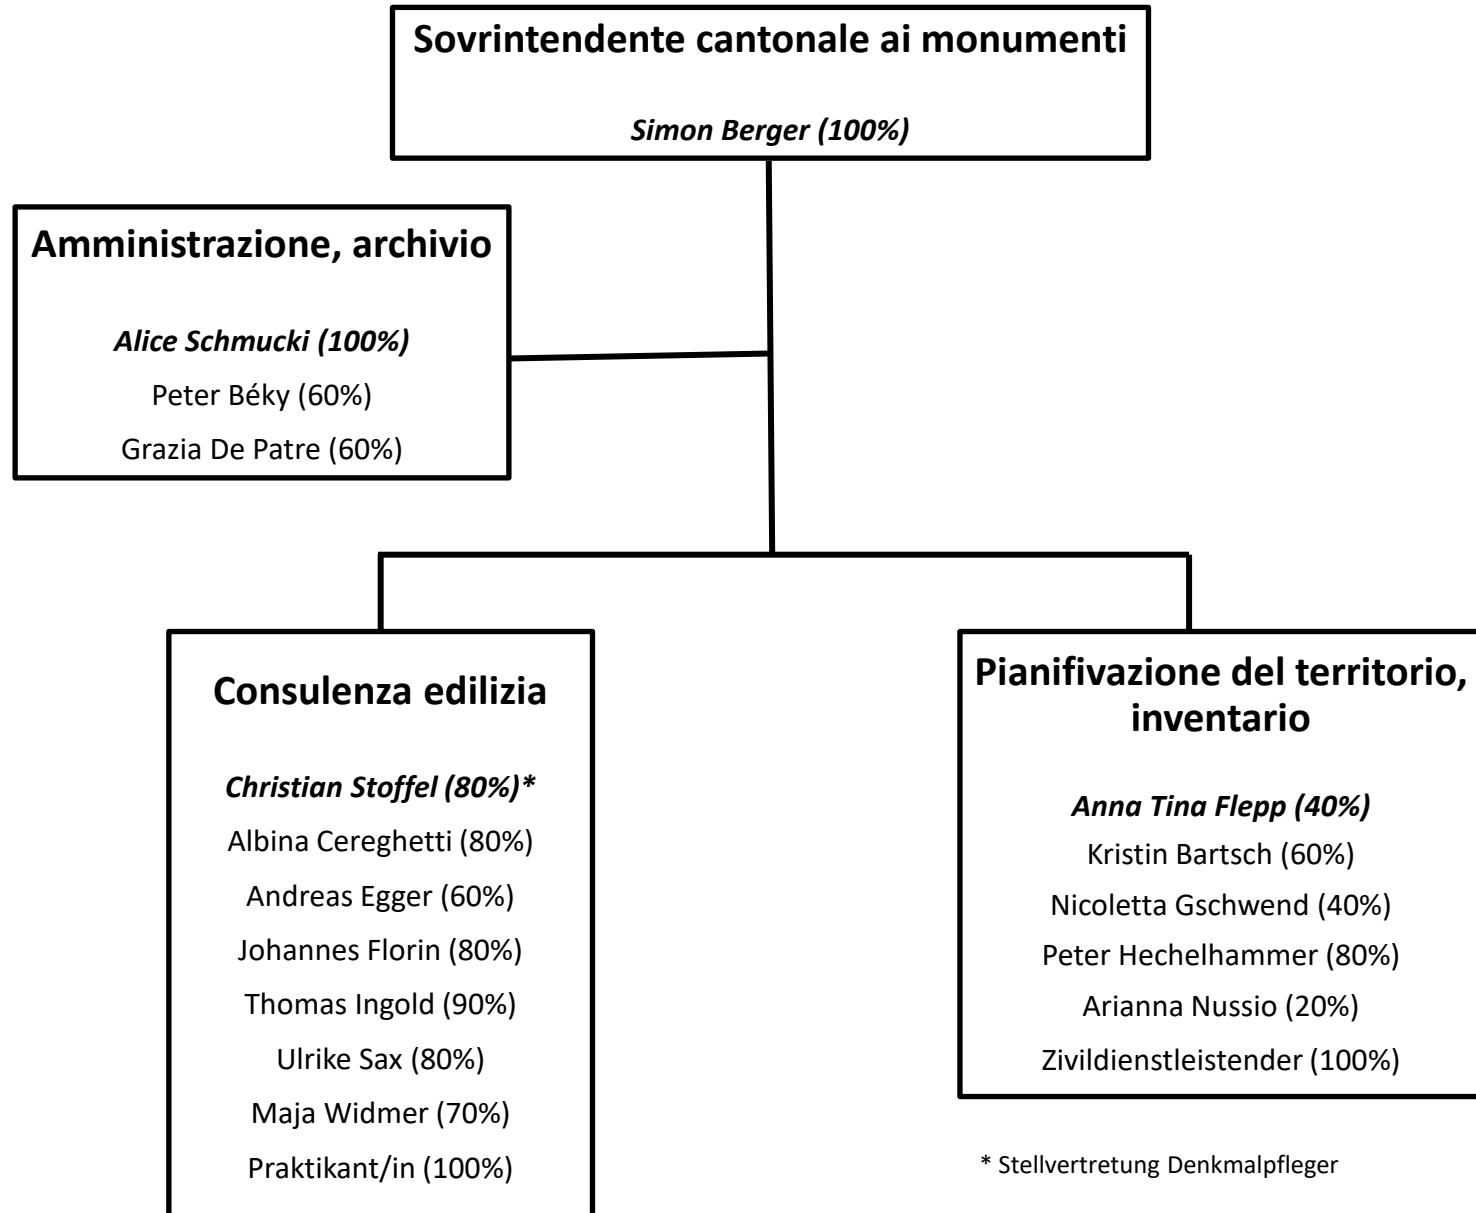 Sovrintendente cantonale ai monumenti
Simon Berger (100%)
Amministrazione, archivio
Alice Schmucki (100%)
Peter Béky (60%)
Grazia De Patre (60%)
Consulenza edilizia
Christian Stoffel (80%)*
Albina Cereghetti (80%)
Andreas Egger (60%)
Johannes Florin (80%)
Thomas Ingold (90%)
Ulrike Sax (80%)
Maja Widmer (70%)
Praktikant/in (100%)
Pianifivazione del territorio,
inventario
Anna Tina Flepp (40%)
Kristin Bartsch (60%)
Nicoletta Gschwend (40%)
Peter Hechelhammer (80%)
Arianna Nussio (20%)
Zivildienstleistender (100%)
* Stellvertretung Denkmalpfleger